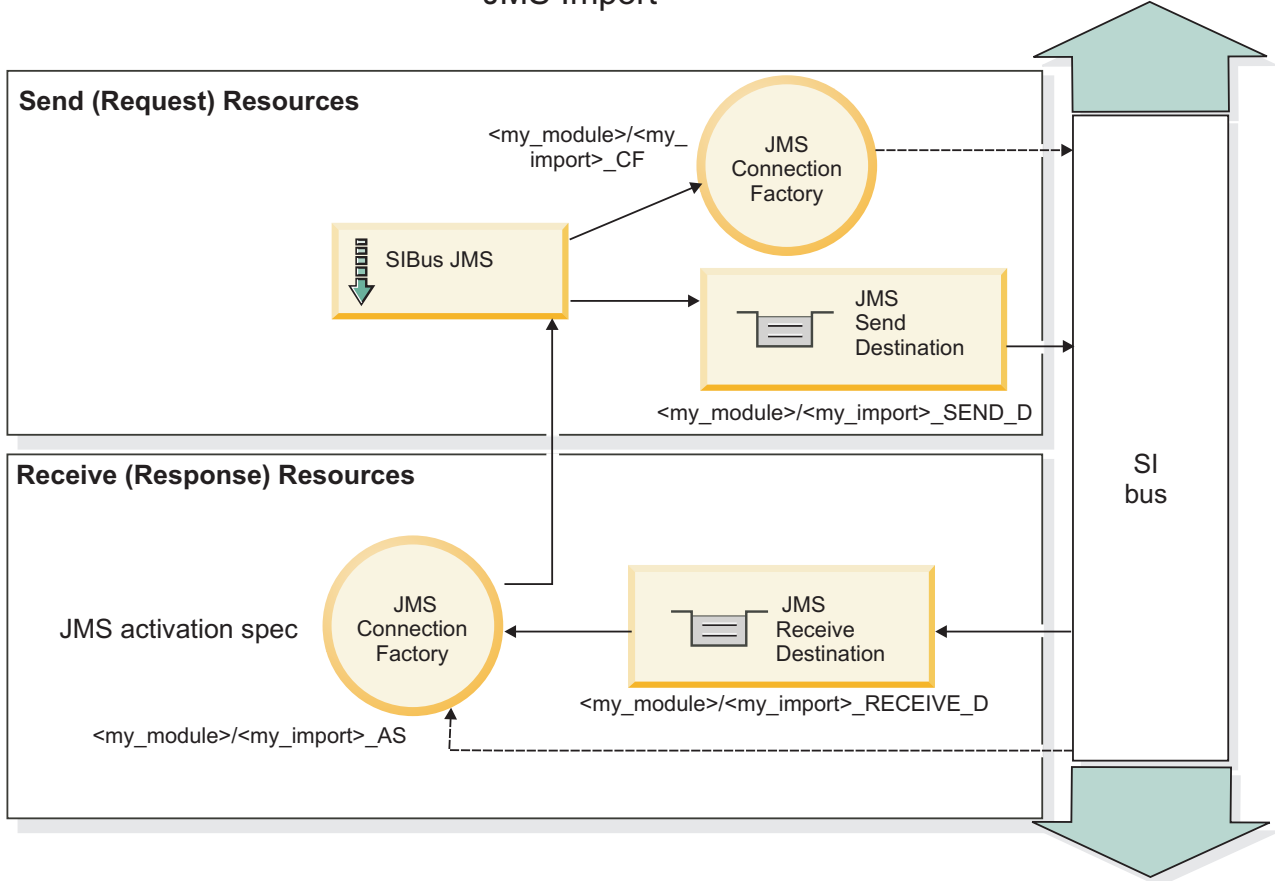 JMS Import
Send (Request) Resources
<my_module>/<my_
import>_CF
JMS
Connection
Factory
SIBus JMS
JMS
Send
Destination
<my_module>/<my_import>_SEND_D
SI
bus
Receive (Response) Resources
JMS activation spec
JMS
Connection
Factory
JMS
Receive
Destination
<my_module>/<my_import>_RECEIVE_D
<my_module>/<my_import>_AS